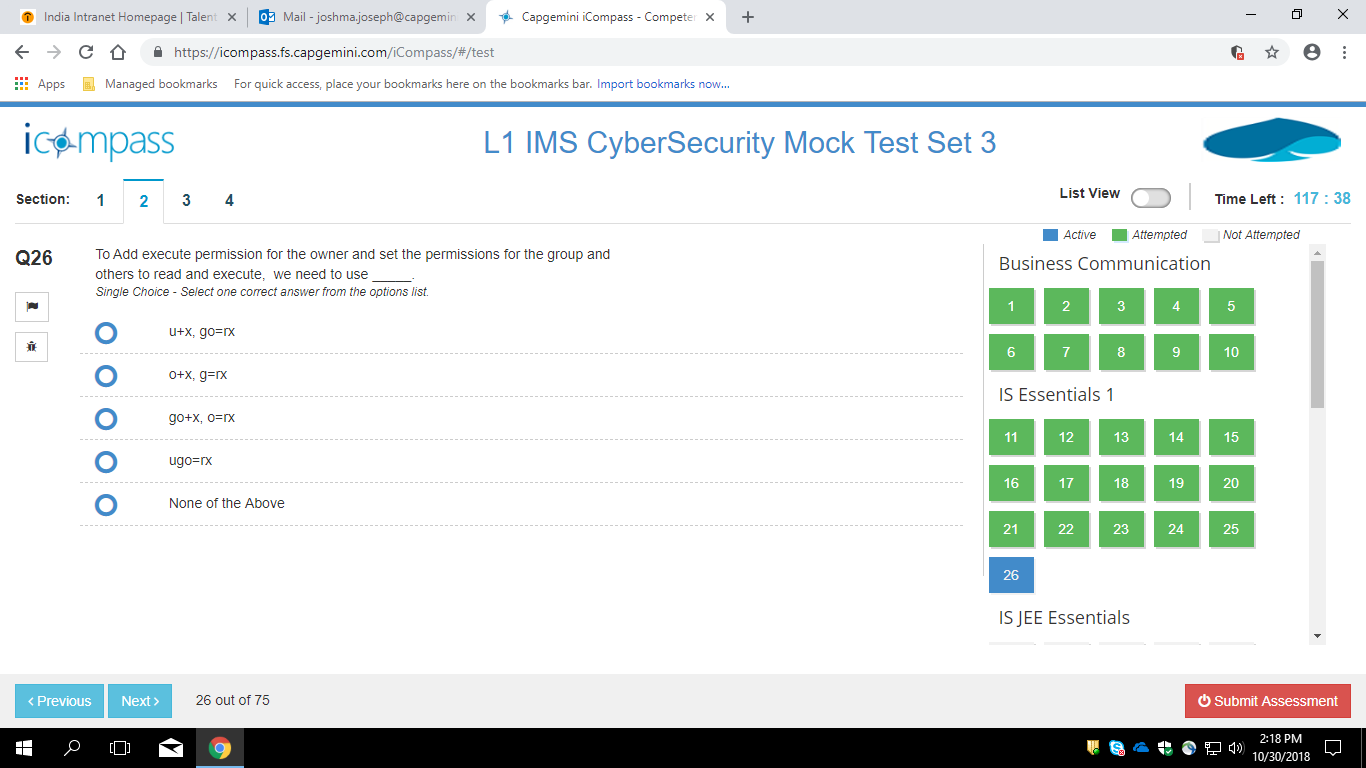 India Intranet Homepage | Talent
Mail - joshma.joseph@capgemin
Capgemini iCompass - Competen
https://icompass.fs.capgemini.com/iCompass/#/test
Apps
Managed bookmarks
For quick access, place your bookmarks here on the bookmarks bar. Import bookmarks now...
icompass
L1 IMS CyberSecurity Mock Test Set 3
Section: 1 2 3 4
List View
Time Left : 117 : 38
Active Attempted Not Attempted
Q26
To Add execute permission for the owner and set the permissions for the group and
others to read and execute, we need to use _____.
Single Choice - Select one correct answer from the options list.
u+x, go=rx
o+x, g=rx
go+x, o=rx
ugo=rx
None of the Above
Business Communication
1 2 3 4 5
6 7 8 9 10
IS Essentials 1
11 12 13 14 15
16 17 18 19 20
21 22 23 24 25
26
IS JEE Essentials
‹ Previous
Next ›
26 out of 75
Submit Assessment
2:18 PM
10/30/2018